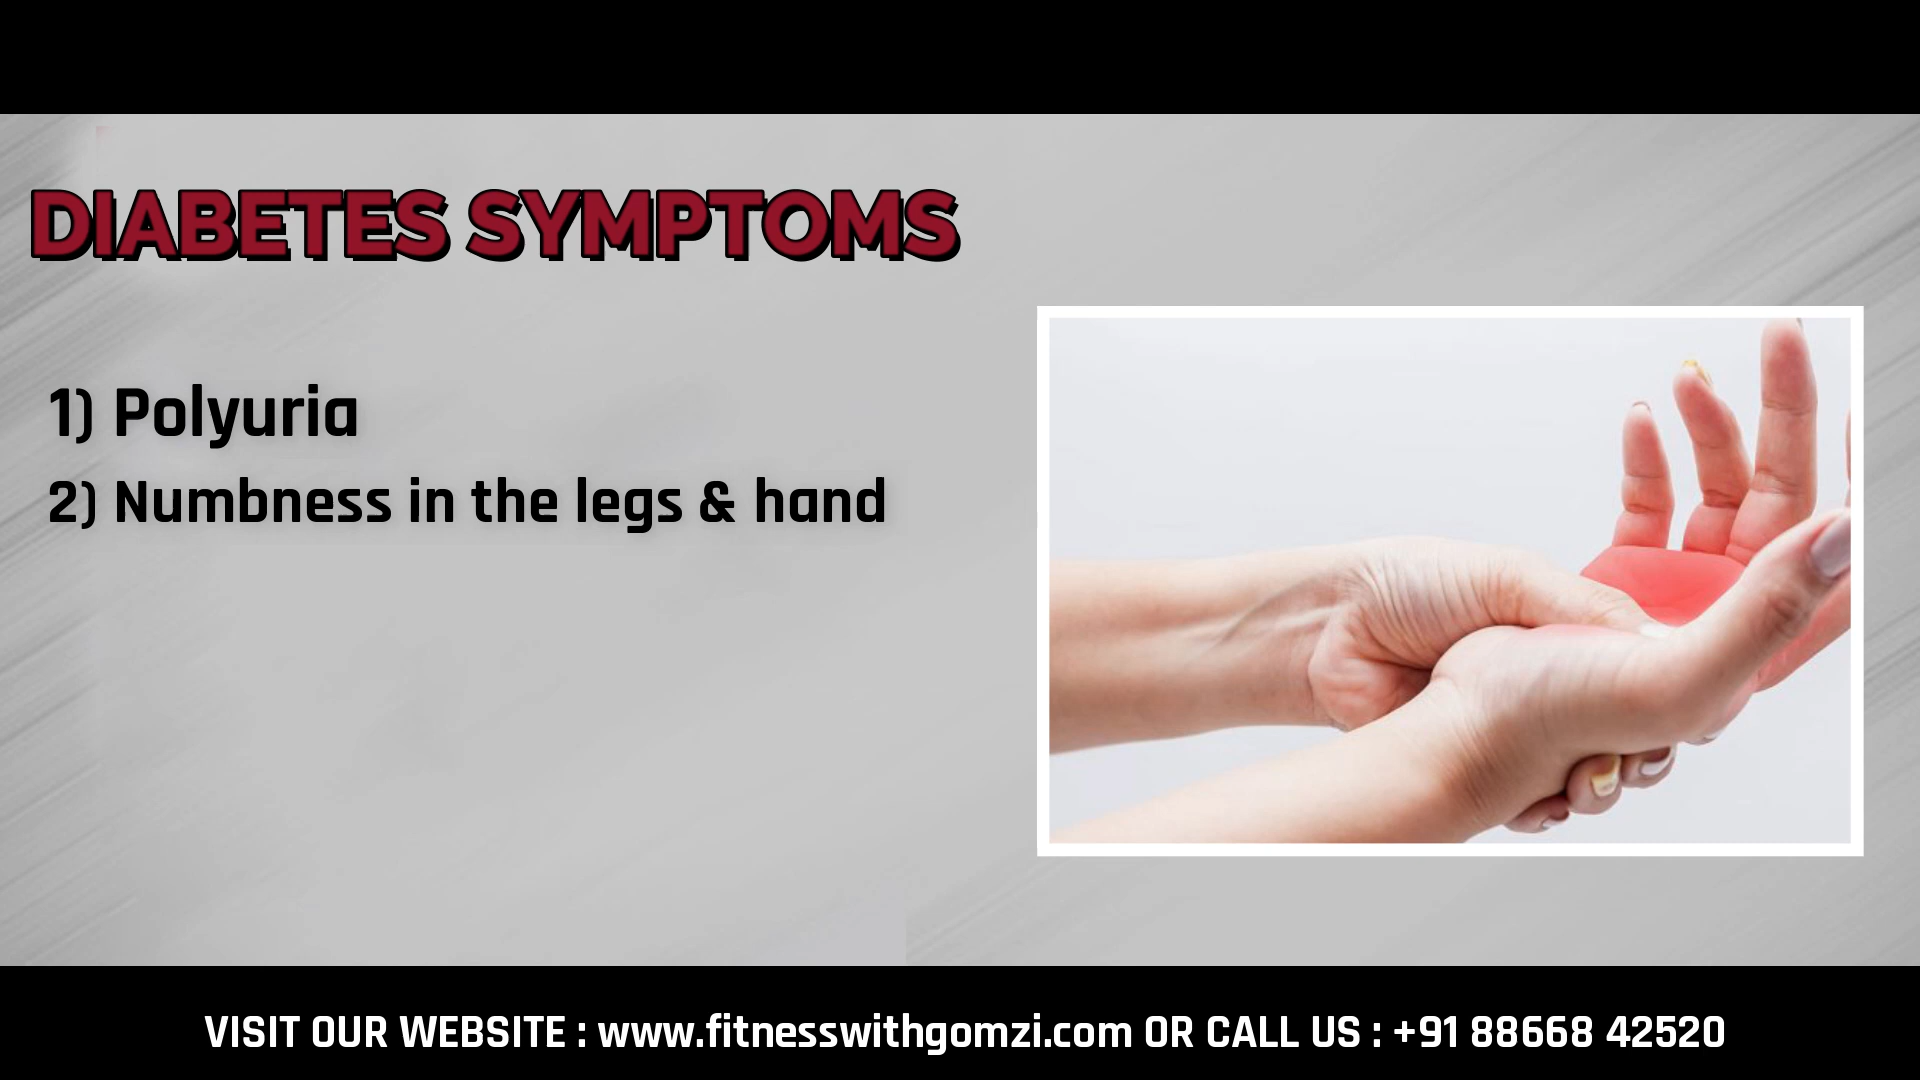 DIABETES SYMPTOMS
1) Polyuria
2) Numbness in the legs & hand
VISIT OUR WEBSITE : www.fitnesswithgomzi.com OR CALL US : +91 88668 42520